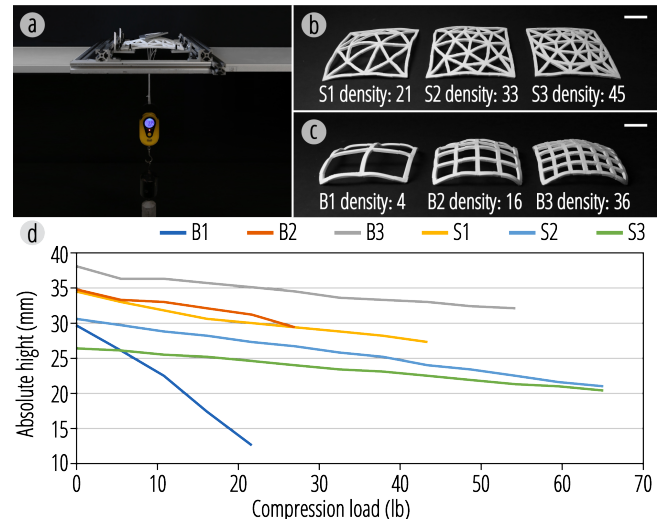 a
b
S1 density: 21 S2 density: 33 S3 density: 45
c
B1 density: 4 B2 density: 16 B3 density: 36
d
B1 B2 B3 S1 S2 S3
Absolute hight (mm)
40
35
30
25
20
15
10
0 10 20 30 40 50 60 70
Compression load (lb)